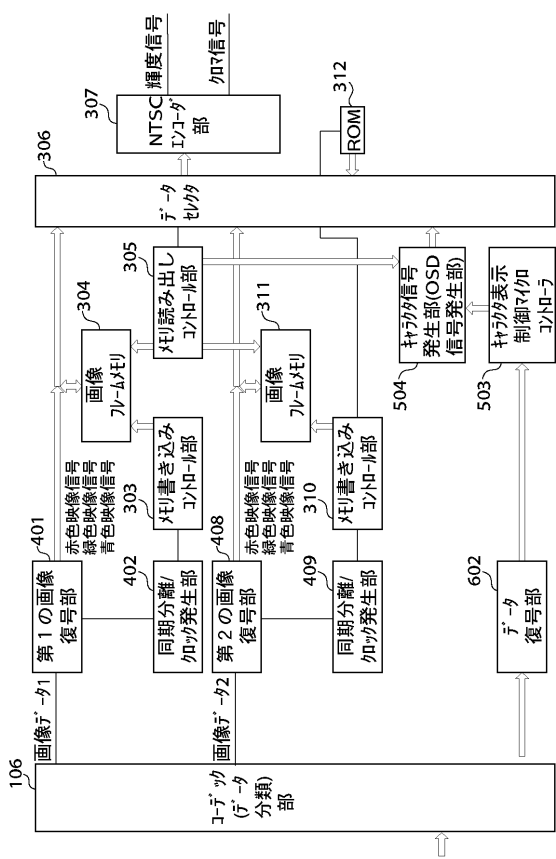 106
コーデック
(データ
分類)
部
画像データ1
画像データ2
401
第1の画像
復号部
赤色映像信号
緑色映像信号
青色映像信号
402
同期分離/
クロック発生部
408
第2の画像
復号部
赤色映像信号
緑色映像信号
青色映像信号
409
同期分離/
クロック発生部
602
データ
復号部
303
メモリ書き込み
コントロール部
310
メモリ書き込み
コントロール部
304
画像
フレームメモリ
311
画像
フレームメモリ
305
メモリ読み出し
コントロール部
504
キャラクタ信号
発生部(OSD
信号発生部)
503
キャラクタ表示
制御マイクロ
コントローラ
306
データ
セレクタ
307
NTSC
エンコーダ
部
輝度信号
クロマ信号
312
ROM